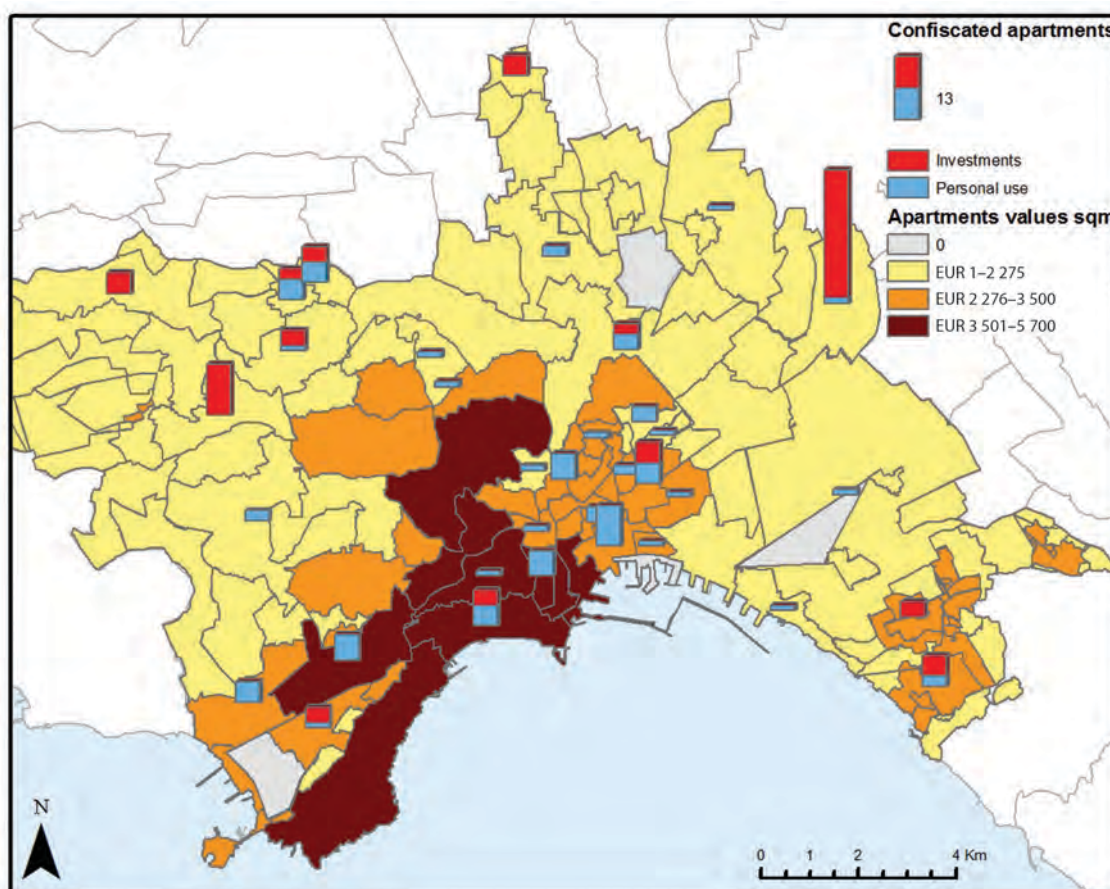 Confiscated apartments
13
Investments
Personal use
Apartments values sqm
0
EUR 1–2 275
EUR 2 276–3 500
EUR 3 501–5 700
N
0 1 2 4 Km